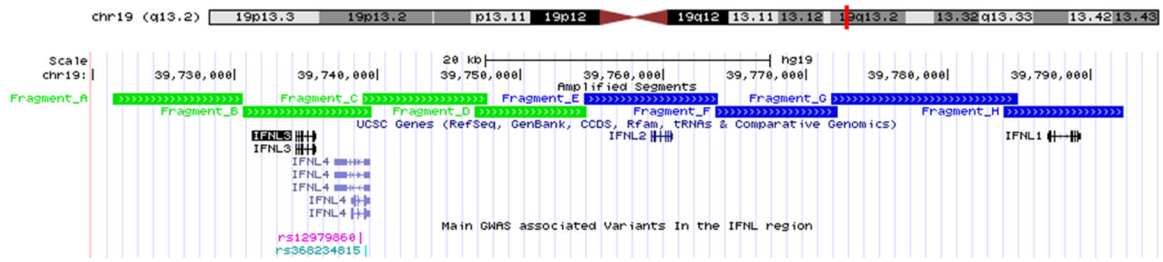 chr19 (q13.2) 19p13.3 19p13.2 p13.11 19p12 19q12 13.11 13.12 19q13.2 13.32 q13.33 13.42 13.43
Scale 20 kb hg19
chr19: 39,730,000 39,740,000 39,750,000 39,760,000 39,770,000 39,780,000 39,790,000
Amplified Segments
Fragment_A Fragment_C Fragment_E Fragment_G
Fragment_B Fragment_D Fragment_F Fragment_H
UCSC Genes (RefSeq, GenBank, CCDS, Rfam, tRNAs & Comparative Genomics)
IFNL3 IFNL2 IFNL1
IFNL3
IFNL4
IFNL4
IFNL4
IFNL4
IFNL4
Main GWAS associated Variants In the IFNL region
rs12979860
rs368234815